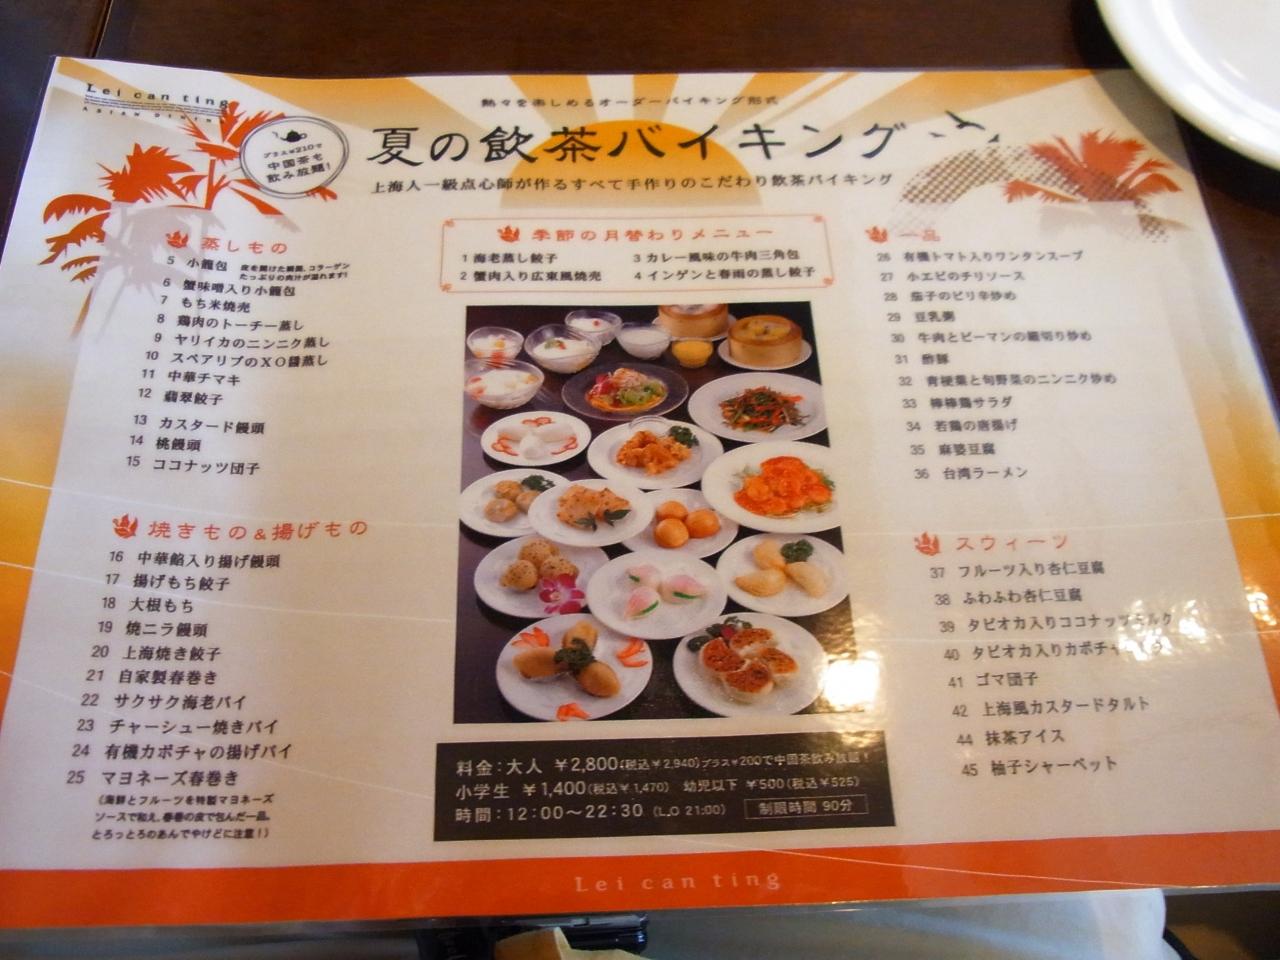 Lei can ting
ASIAN DINING
プラス¥210で
中国茶も
飲み放題!
熱々を楽しめるオーダーバイキング形式
夏の飲茶バイキング
上海人一級点心師が作るすべて手作りのこだわり飲茶バイキング
季節の月替わりメニュー
1 海老蒸し餃子
2 蟹肉入り広東風焼売
3 カレー風味の牛肉三角包
4 インゲンと春雨の蒸し餃子
蒸しもの
5 小籠包 皮を開けた瞬間、コラーゲン
たっぷりの肉汁が溢れます!
6 蟹味噌入り小籠包
7 もち米焼売
8 鶏肉のトーチー蒸し
9 ヤリイカのニンニク蒸し
10 スペアリブのXO醤蒸し
11 中華チマキ
12 翡翠餃子
13 カスタード饅頭
14 桃饅頭
15 ココナッツ団子
焼きもの&揚げもの
16 中華餡入り揚げ饅頭
17 揚げもち餃子
18 大根もち
19 焼ニラ饅頭
20 上海焼き餃子
21 自家製春巻き
22 サクサク海老パイ
23 チャーシュー焼きパイ
24 有機カボチャの揚げパイ
25 マヨネーズ春巻き
(海鮮とフルーツを特製マヨネーズ
ソースで和え、春巻の皮で包んだ一品。
とろっとろのあんでやけどに注意!)
一品
26 有機トマト入りワンタンスープ
27 小エビのチリソース
28 茄子のピリ辛炒め
29 豆乳粥
30 牛肉とピーマンの細切り炒め
31 酢豚
32 青梗菜と旬野菜のニンニク炒め
33 棒棒鶏サラダ
34 若鶏の唐揚げ
35 麻婆豆腐
36 台湾ラーメン
スウィーツ
37 フルーツ入り杏仁豆腐
38 ふわふわ杏仁豆腐
39 タピオカ入りココナッツミルク
40 タピオカ入りカボチャ
41 ゴマ団子
42 上海風カスタードタルト
44 抹茶アイス
45 柚子シャーベット
料金:大人 ¥2,800(税込¥2,940)プラス¥200で中国茶飲み放題!
小学生 ¥1,400(税込¥1,470) 幼児以下 ¥500(税込¥525)
時間:12:00〜22:30 (L.O 21:00) 制限時間 90分
Lei can ting